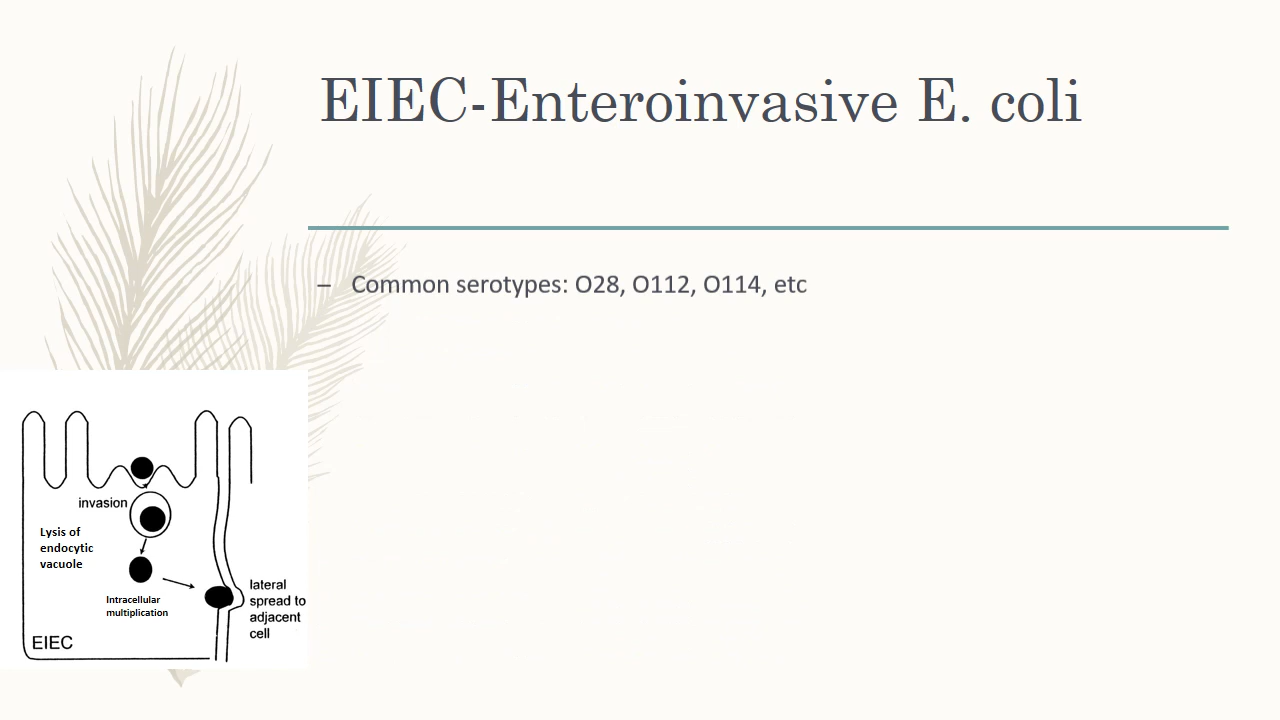 EIEC-Enteroinvasive E. coli
– Common serotypes: O28, O112, O114, etc
invasion
Lysis of
endocytic
vacuole
Intracellular
multiplication
lateral
spread to
adjacent
cell
EIEC